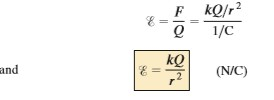 ℰ = F/Q = kQ/r²/1/C
and
ℰ = kQ/r² (N/C)